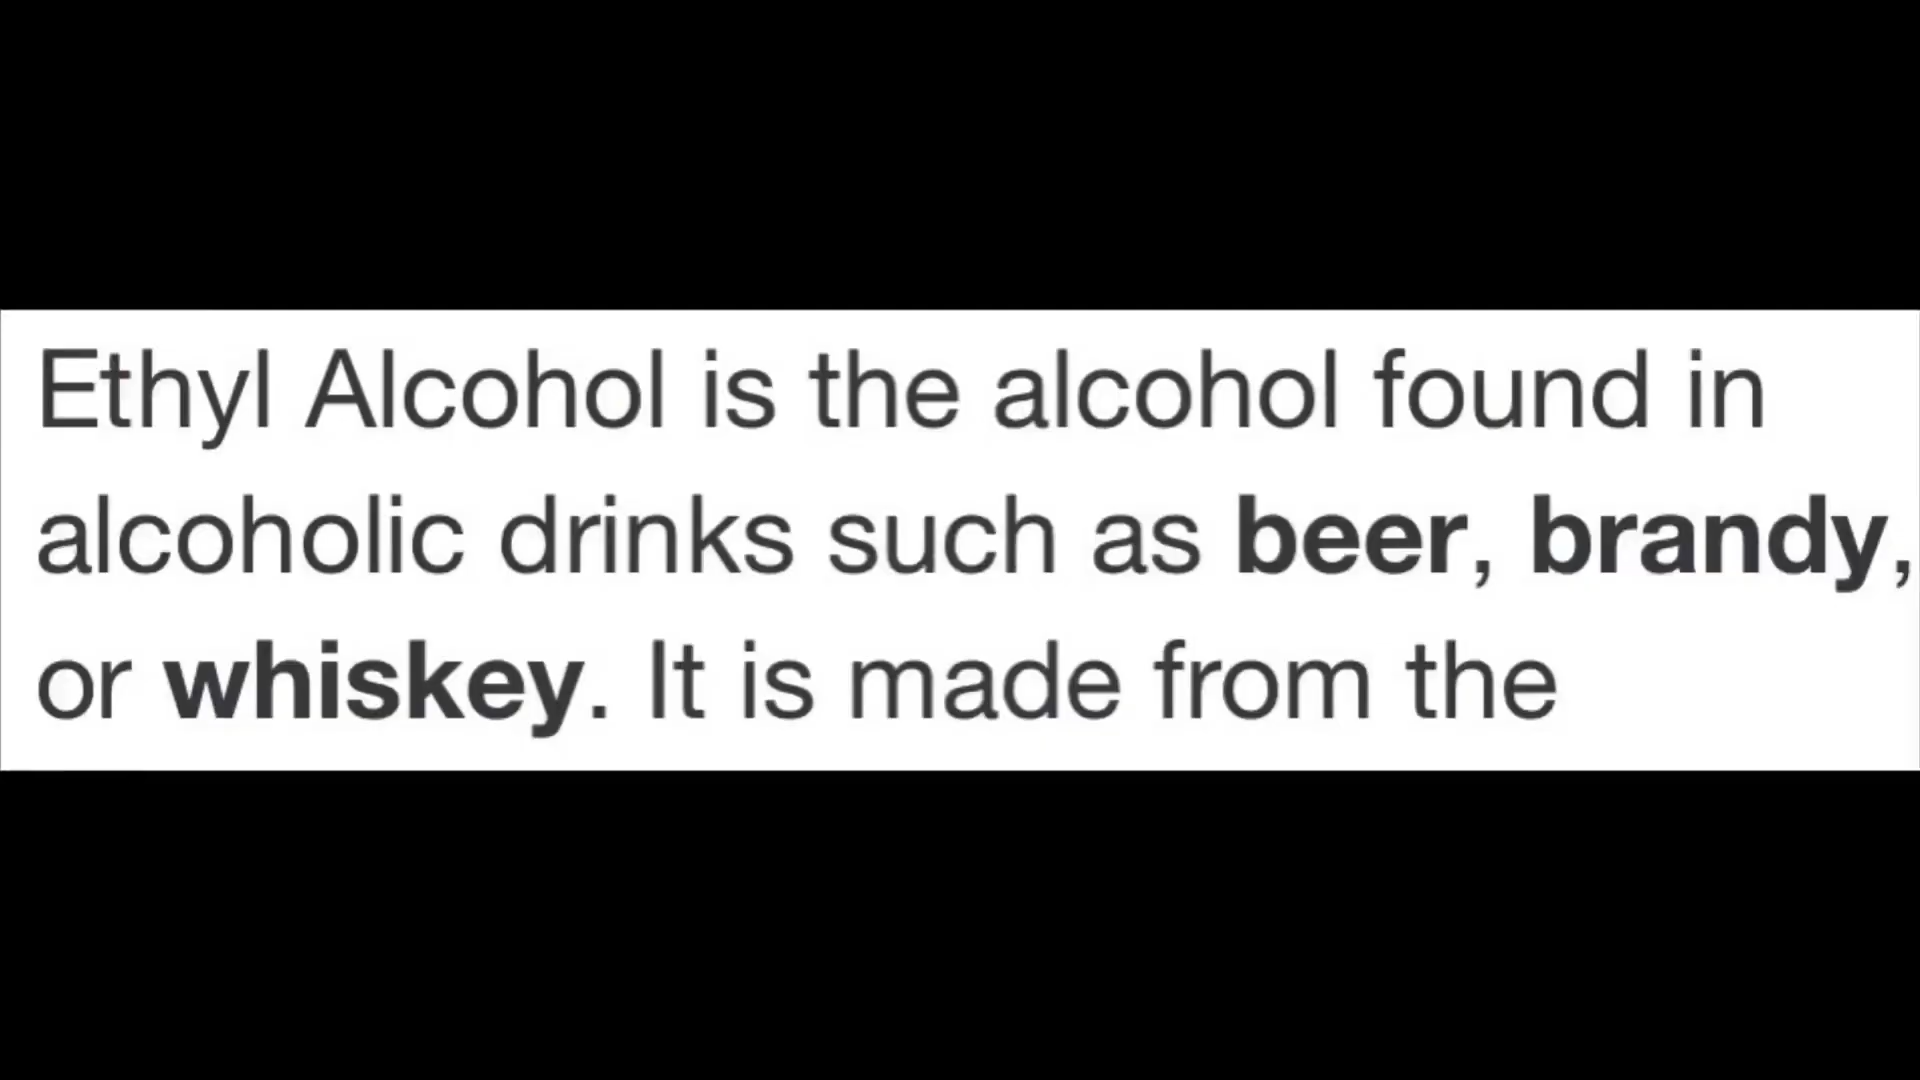 Ethyl Alcohol is the alcohol found in
alcoholic drinks such as beer, brandy,
or whiskey. It is made from the